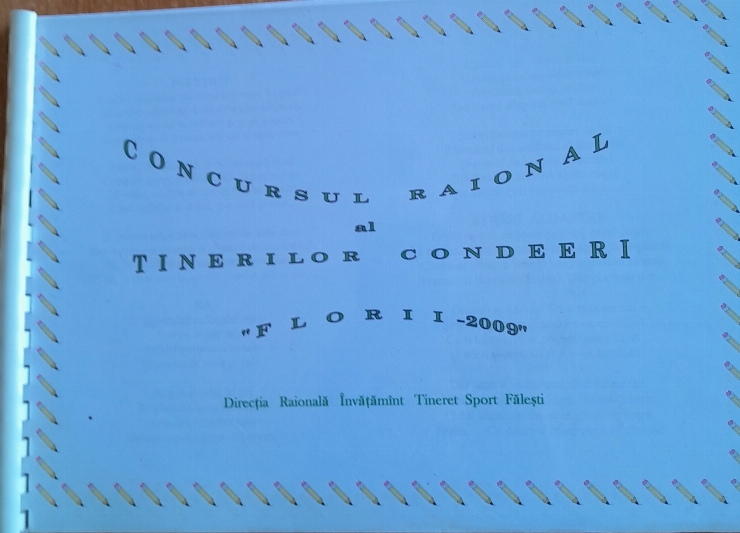 CONCURSUL RAIONAL
al
TINERILOR CONDEERI
"FLORII-2009"
Direcția Raională Învățămînt Tineret Sport Fălești